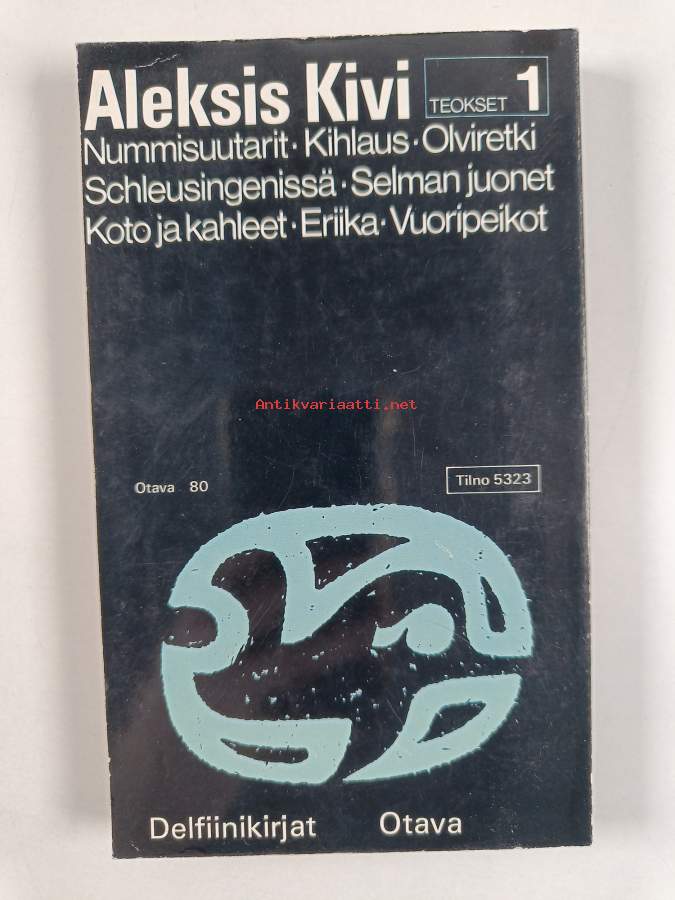 Aleksis Kivi TEOKSET 1
Nummisuutarit · Kihlaus · Olviretki
Schleusingenissä · Selman juonet
Koto ja kahleet · Eriika · Vuoripeikot
Antikvariaatti.net
Otava 80 Tilno 5323
Delfiinikirjat Otava